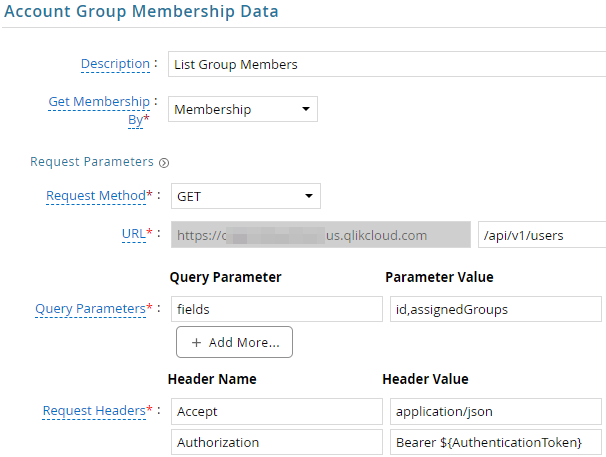 Account Group Membership Data
Description : List Group Members
Get Membership : Membership
By*
Request Parameters
Request Method* : GET
URL* : https:// us.qlikcloud.com /api/v1/users
Query Parameter Parameter Value
Query Parameters* : fields id,assignedGroups
+ Add More...
Header Name Header Value
Request Headers* : Accept application/json
Authorization Bearer ${AuthenticationToken}